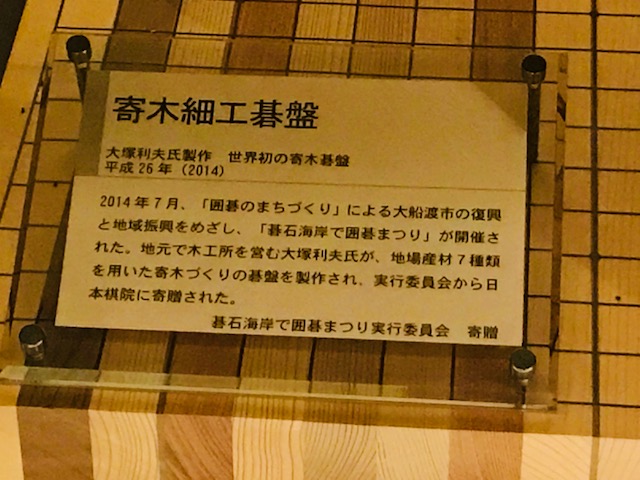 寄木細工碁盤
大塚利夫氏製作　世界初の寄木碁盤
平成26年（2014）
2014年7月、「囲碁のまちづくり」による大船渡市の復興
と地域振興をめざし、「碁石海岸で囲碁まつり」が開催さ
れた。地元で木工所を営む大塚利夫氏が、地場産材7種類
を用いた寄木づくりの碁盤を製作され、実行委員会から日
本棋院に寄贈された。
碁石海岸で囲碁まつり実行委員会　寄贈